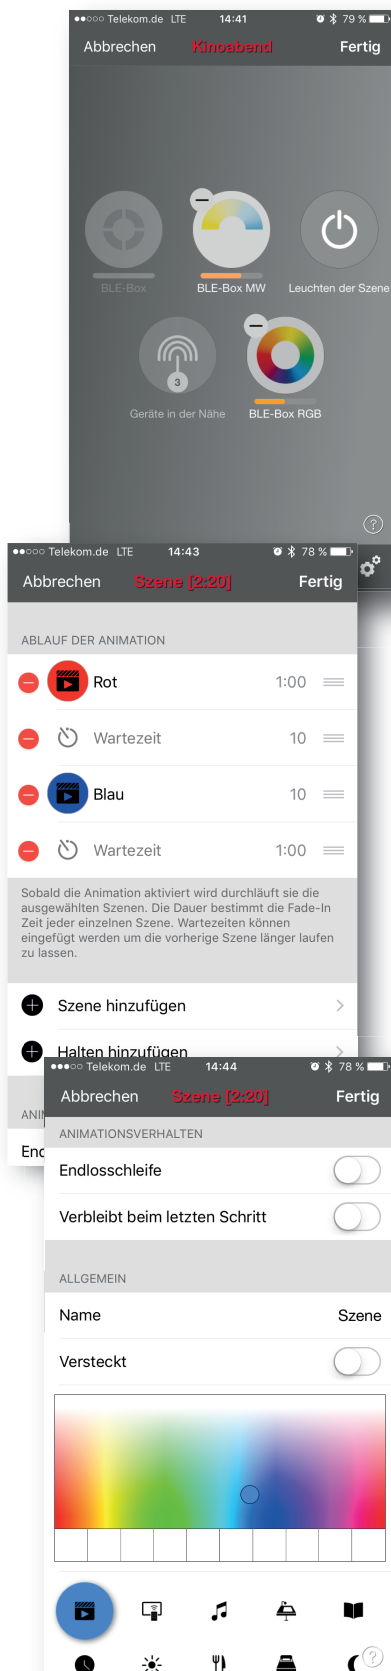 Telekom.de LTE 14:41 79 %
Abbrechen Kinoabend Fertig
BLE-Box BLE-Box MW Leuchten der Szene
3
Geräte in der Nähe BLE-Box RGB
?
Telekom.de LTE 14:43 78 %
Abbrechen Szene [2:20] Fertig
ABLAUF DER ANIMATION
Rot 1:00
Wartezeit 10
Blau 10
Wartezeit 1:00
Sobald die Animation aktiviert wird durchläuft sie die
ausgewählten Szenen. Die Dauer bestimmt die Fade-In
Zeit jeder einzelnen Szene. Wartezeiten können
eingefügt werden um die vorherige Szene länger laufen
zu lassen.
Szene hinzufügen
Halten hinzufügen
Telekom.de LTE 14:44 78 %
Abbrechen Szene [2:20] Fertig
ANIMATIONSVERHALTEN
Endlosschleife
Verbleibt beim letzten Schritt
ALLGEMEIN
Name Szene
Versteckt
?